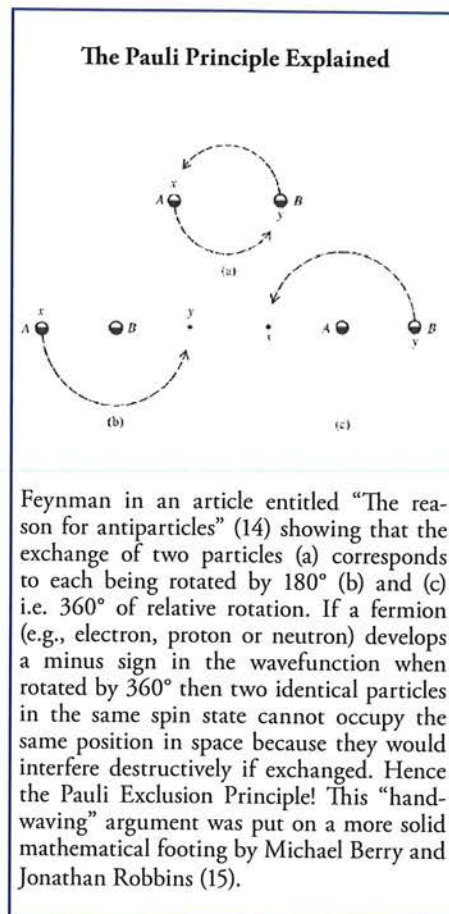 The Pauli Principle Explained
x
A B
y
(a)
x y
A B A B
y
(b) (c)
Feynman in an article entitled “The rea-
son for antiparticles” (14) showing that the
exchange of two particles (a) corresponds
to each being rotated by 180° (b) and (c)
i.e. 360° of relative rotation. If a fermion
(e.g., electron, proton or neutron) develops
a minus sign in the wavefunction when
rotated by 360° then two identical particles
in the same spin state cannot occupy the
same position in space because they would
interfere destructively if exchanged. Hence
the Pauli Exclusion Principle! This “hand-
waving” argument was put on a more solid
mathematical footing by Michael Berry and
Jonathan Robbins (15).